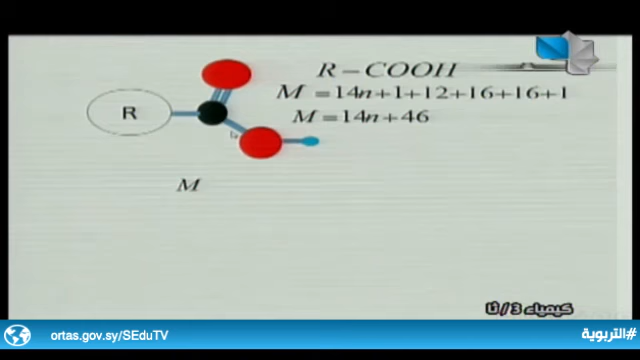 R – COOH
M = 14n + 1 + 12 + 16 + 16 + 1
M = 14n + 46
R
M
كيمياء / 3 ثا
ortas.gov.sy/SEduTV
#التربوية